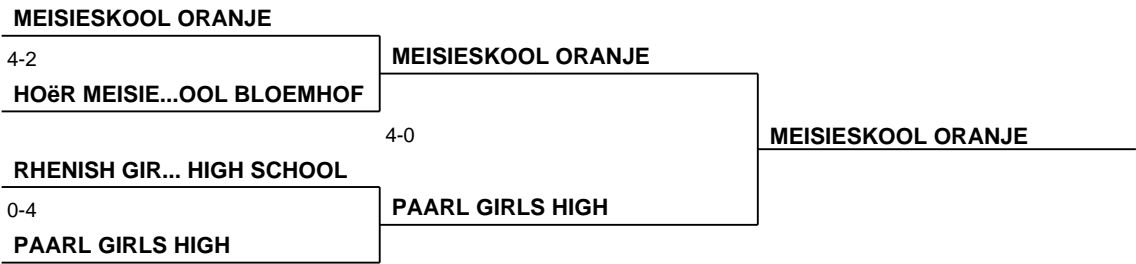 MEISIESKOOL ORANJE
4-2
MEISIESKOOL ORANJE
HOëR MEISIE...OOL BLOEMHOF
4-0
MEISIESKOOL ORANJE
RHENISH GIR... HIGH SCHOOL
0-4
PAARL GIRLS HIGH
PAARL GIRLS HIGH